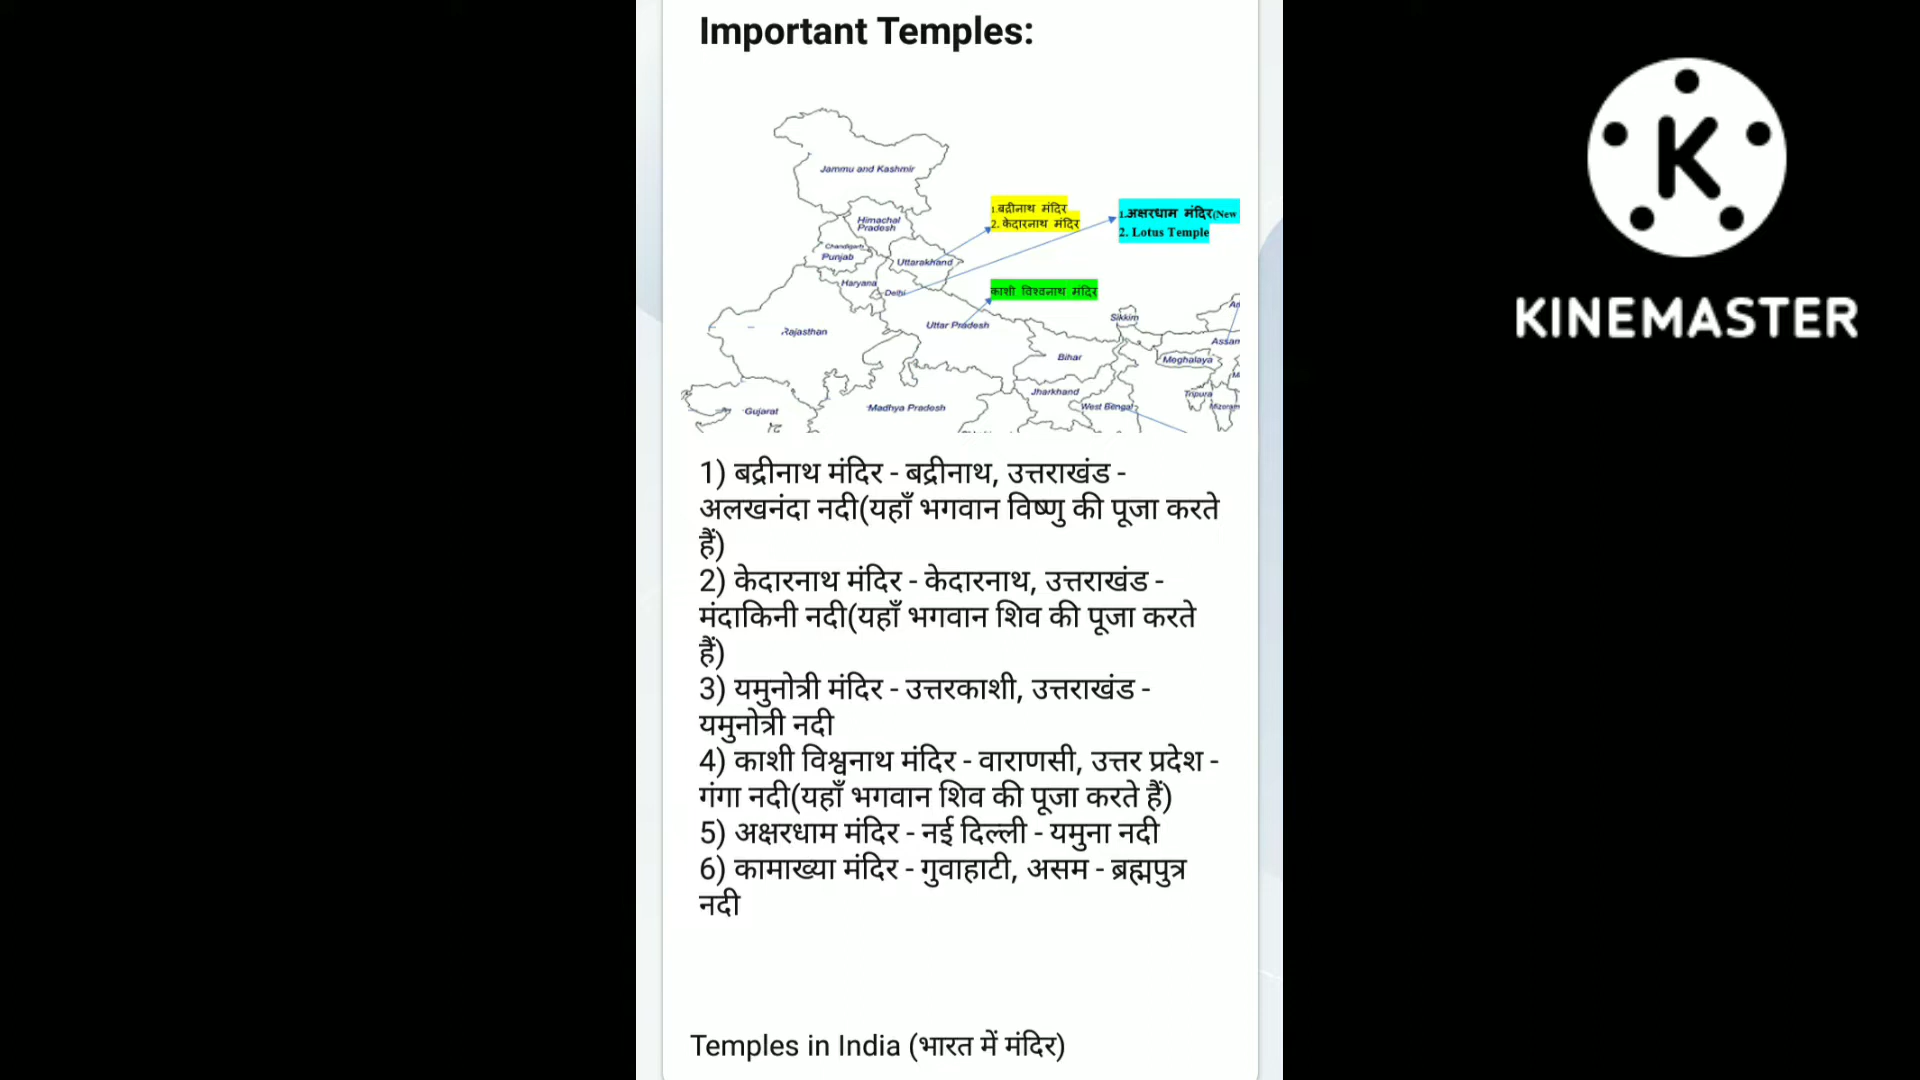 Important Temples:
KINEMASTER
Jammu and Kashmir
Himachal
Pradesh
Chandigarh
Punjab
Uttarakhand
Haryana
Delhi
Rajasthan
Uttar Pradesh
Sikkim
Bihar
Assam
Meghalaya
Jharkhand
Tripura
West Bengal
Mizoram
Gujarat
Madhya Pradesh
1.बद्रीनाथ मंदिर
2. केदारनाथ मंदिर
1.अक्षरधाम मंदिर(New
2. Lotus Temple
काशी विश्वनाथ मंदिर
1) बद्रीनाथ मंदिर - बद्रीनाथ, उत्तराखंड -
अलखनंदा नदी(यहाँ भगवान विष्णु की पूजा करते
हैं)
2) केदारनाथ मंदिर - केदारनाथ, उत्तराखंड -
मंदाकिनी नदी(यहाँ भगवान शिव की पूजा करते
हैं)
3) यमुनोत्री मंदिर - उत्तरकाशी, उत्तराखंड -
यमुनोत्री नदी
4) काशी विश्वनाथ मंदिर - वाराणसी, उत्तर प्रदेश -
गंगा नदी(यहाँ भगवान शिव की पूजा करते हैं)
5) अक्षरधाम मंदिर - नई दिल्ली - यमुना नदी
6) कामाख्या मंदिर - गुवाहाटी, असम - ब्रह्मपुत्र
नदी
Temples in India (भारत में मंदिर)